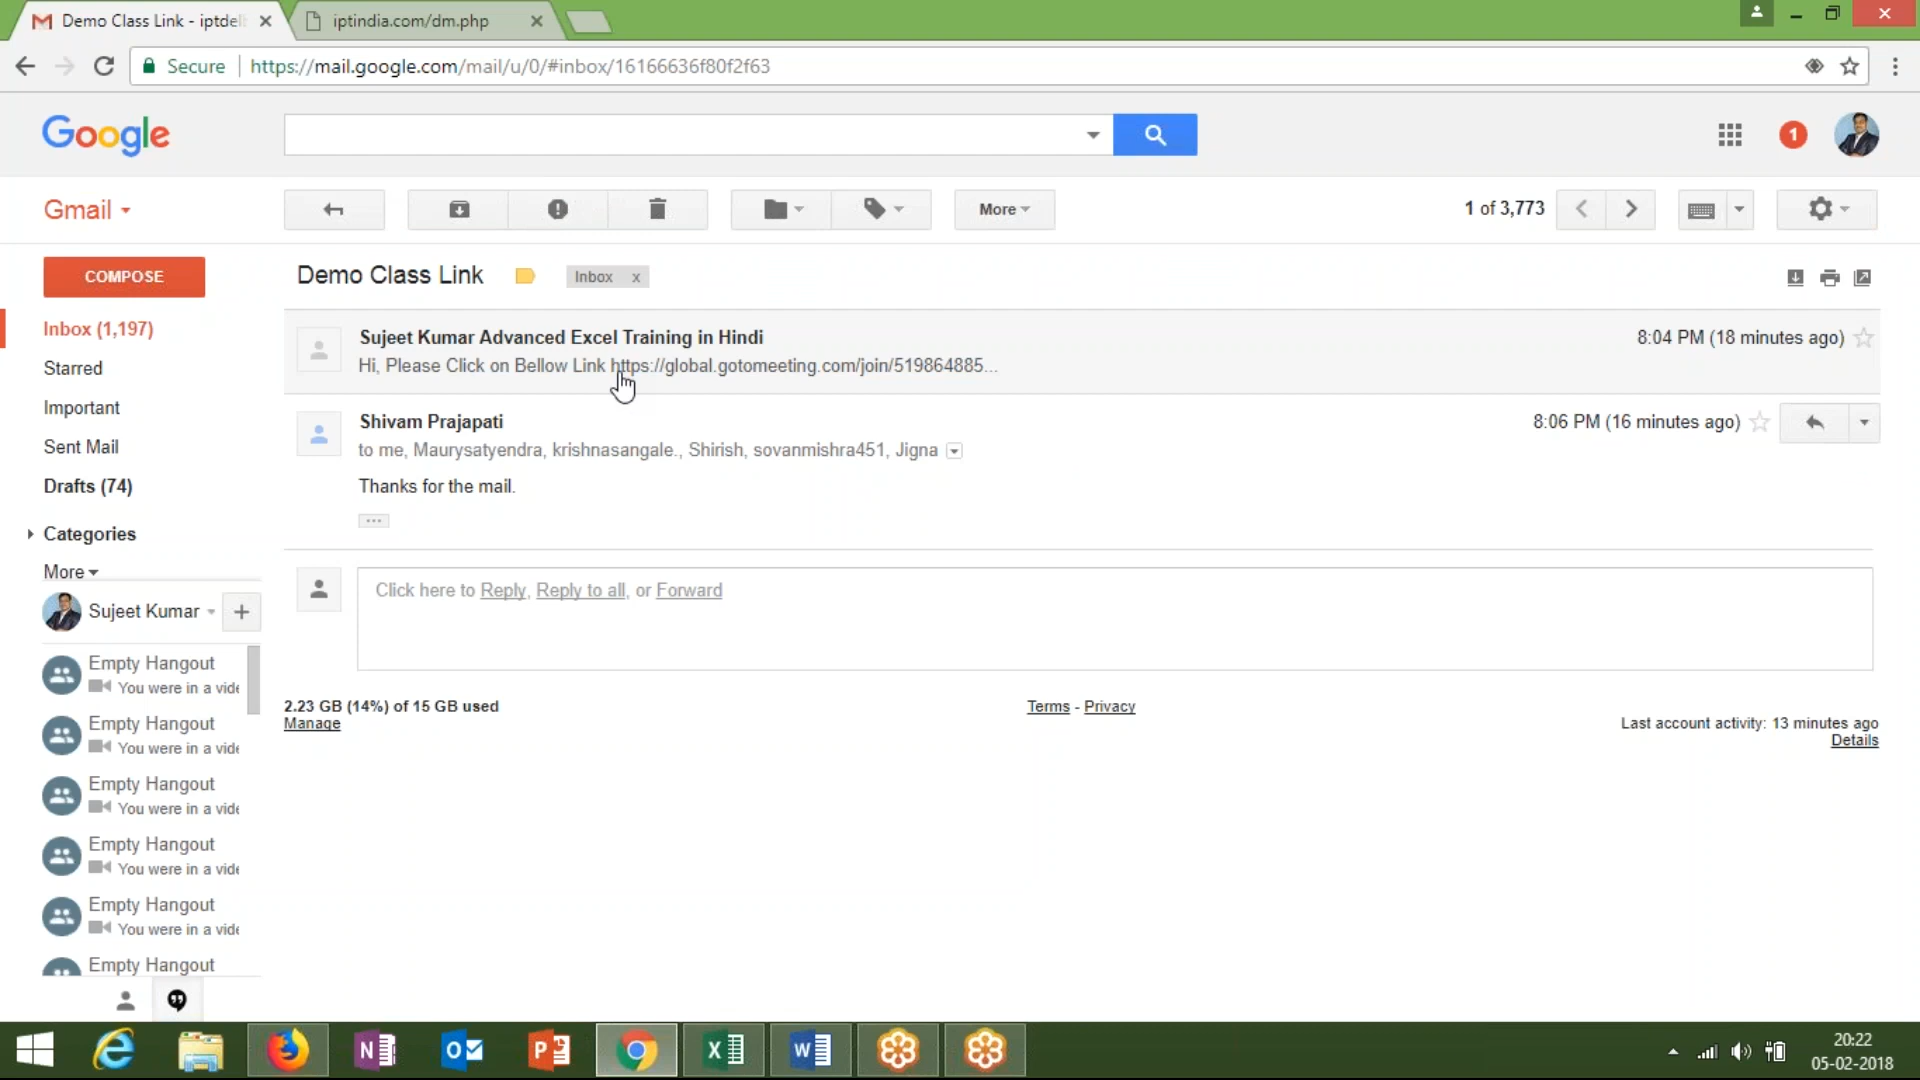 Demo Class Link - iptdel
iptindia.com/dm.php
Secure
https://mail.google.com/mail/u/0/#inbox/16166636f80f2f63
Google
1
Gmail
More
1 of 3,773
COMPOSE
Demo Class Link
Inbox x
Inbox (1,197)
Starred
Important
Sent Mail
Drafts (74)
Categories
More
Sujeet Kumar Advanced Excel Training in Hindi
8:04 PM (18 minutes ago)
Hi, Please Click on Bellow Link https://global.gotomeeting.com/join/519864885...
Shivam Prajapati
8:06 PM (16 minutes ago)
to me, Maurysatyendra, krishnasangale., Shirish, sovanmishra451, Jigna
Thanks for the mail.
Click here to Reply, Reply to all, or Forward
Sujeet Kumar
Empty Hangout
You were in a vide
Empty Hangout
You were in a vide
Empty Hangout
You were in a vide
Empty Hangout
You were in a vide
Empty Hangout
You were in a vide
Empty Hangout
2.23 GB (14%) of 15 GB used
Manage
Terms - Privacy
Last account activity: 13 minutes ago
Details
20:22
05-02-2018